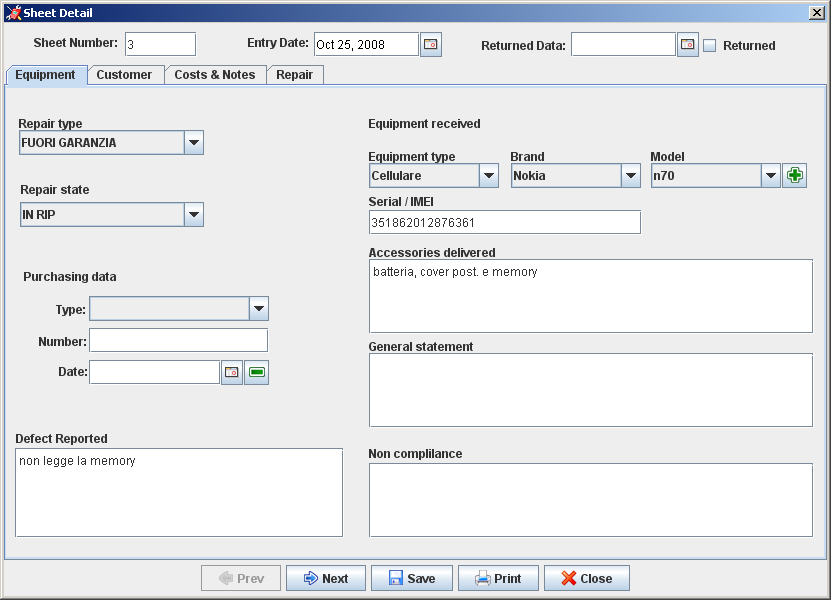 Sheet Detail
Sheet Number: 3 Entry Date: Oct 25, 2008 Returned Data: Returned
Equipment Customer Costs & Notes Repair
Repair type
FUORI GARANZIA
Repair state
IN RIP
Purchasing data
Type:
Number:
Date:
Defect Reported
non legge la memory
Equipment received
Equipment type Brand Model
Cellulare Nokia n70
Serial / IMEI
351862012876361
Accessories delivered
batteria, cover post. e memory
General statement
Non complilance
Prev Next Save Print Close